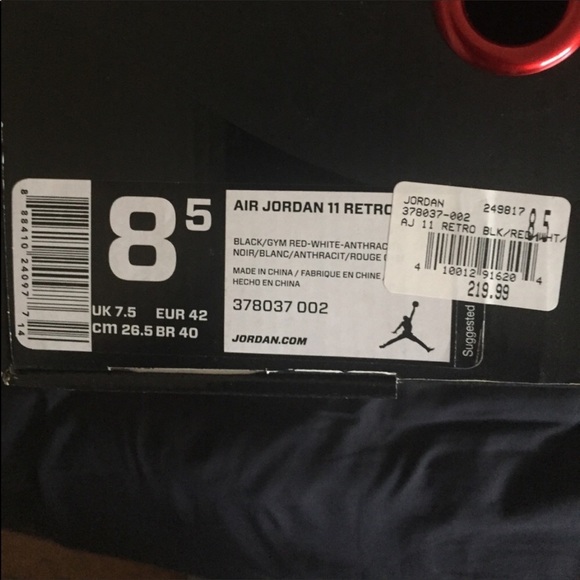 8 88410 24097 14
8 5
UK 7.5 EUR 42
cm 26.5 BR 40
AIR JORDAN 11 RETRO
BLACK/GYM RED-WHITE-ANTHRAC
NOIR/BLANC/ANTHRACIT/ROUGE
MADE IN CHINA / FABRIQUE EN CHINE /
HECHO EN CHINA
378037 002
JORDAN.COM
Suggested
JORDAN 249817
378037-002 8.5
AJ 11 RETRO BLK/RED/WHT/
4 10012 91620 4
219.99